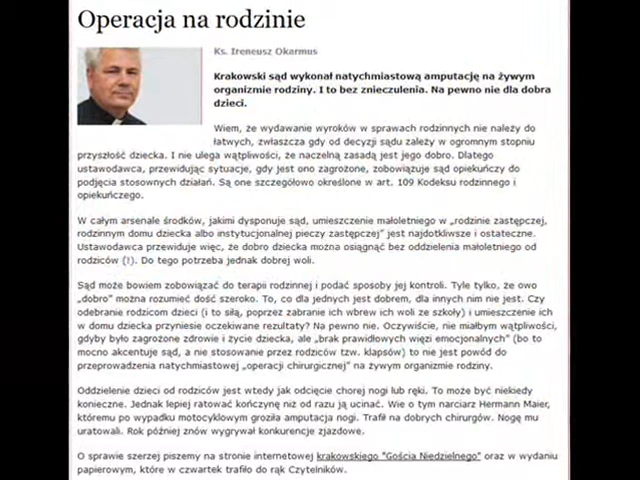 Operacja na rodzinie
Ks. Ireneusz Okarmus
Krakowski sąd wykonał natychmiastową amputację na żywym
organizmie rodziny. I to bez znieczulenia. Na pewno nie dla dobra
dzieci.
Wiem, że wydawanie wyroków w sprawach rodzinnych nie należy do
łatwych, zwłaszcza gdy od decyzji sądu zależy w ogromnym stopniu
przyszłość dziecka. I nie ulega wątpliwości, że naczelną zasadą jest jego dobro. Dlatego
ustawodawca, przewidując sytuacje, gdy jest ono zagrożone, zobowiązuje sąd opiekuńczy do
podjęcia stosownych działań. Są one szczegółowo określone w art. 109 Kodeksu rodzinnego i
opiekuńczego.
W całym arsenale środków, jakimi dysponuje sąd, umieszczenie małoletniego w „rodzinie zastępczej,
rodzinnym domu dziecka albo instytucjonalnej pieczy zastępczej” jest najdotkliwsze i ostateczne.
Ustawodawca przewiduje więc, że dobro dziecka można osiągnąć bez oddzielenia małoletniego od
rodziców (!). Do tego potrzeba jednak dobrej woli.
Sąd może bowiem zobowiązać do terapii rodzinnej i podać sposoby jej kontroli. Tyle tylko, że owo
„dobro” można rozumieć dość szeroko. To, co dla jednych jest dobrem, dla innych nim nie jest. Czy
odebranie rodzicom dzieci (i to siłą, poprzez zabranie ich wbrew ich woli ze szkoły) i umieszczenie ich
w domu dziecka przyniesie oczekiwane rezultaty? Na pewno nie. Oczywiście, nie miałbym wątpliwości,
gdyby było zagrożone zdrowie i życie dziecka, ale „brak prawidłowych więzi emocjonalnych” (bo to
mocno akcentuje sąd, a nie stosowanie przez rodziców tzw. klapsów) to nie jest powód do
przeprowadzenia natychmiastowej „operacji chirurgicznej” na żywym organizmie rodziny.
Oddzielenie dzieci od rodziców jest wtedy jak odcięcie chorej nogi lub ręki. To może być niekiedy
konieczne. Jednak lepiej ratować kończynę niż od razu ją ucinać. Wie o tym narciarz Hermann Maier,
któremu po wypadku motocyklowym groziła amputacja nogi. Trafił na dobrych chirurgów. Nogę mu
uratowali. Rok później znów wygrywał konkurencje zjazdowe.
O sprawie szerzej piszemy na stronie internetowej krakowskiego "Gościa Niedzielnego" oraz w wydaniu
papierowym, które w czwartek trafiło do rąk Czytelników.